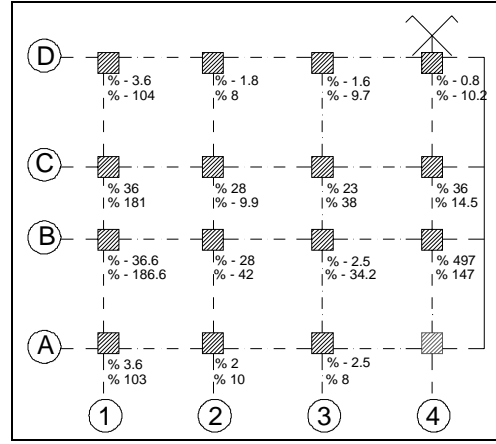 D
% - 3.6
% - 104
% - 1.8
% 8
% - 1.6
% - 9.7
% - 0.8
% - 10.2
C
% 36
% 181
% 28
% - 9.9
% 23
% 38
% 36
% 14.5
B
% - 36.6
% - 186.6
% - 28
% - 42
% - 2.5
% - 34.2
% 497
% 147
A
% 3.6
% 103
% 2
% 10
% - 2.5
% 8
1
2
3
4